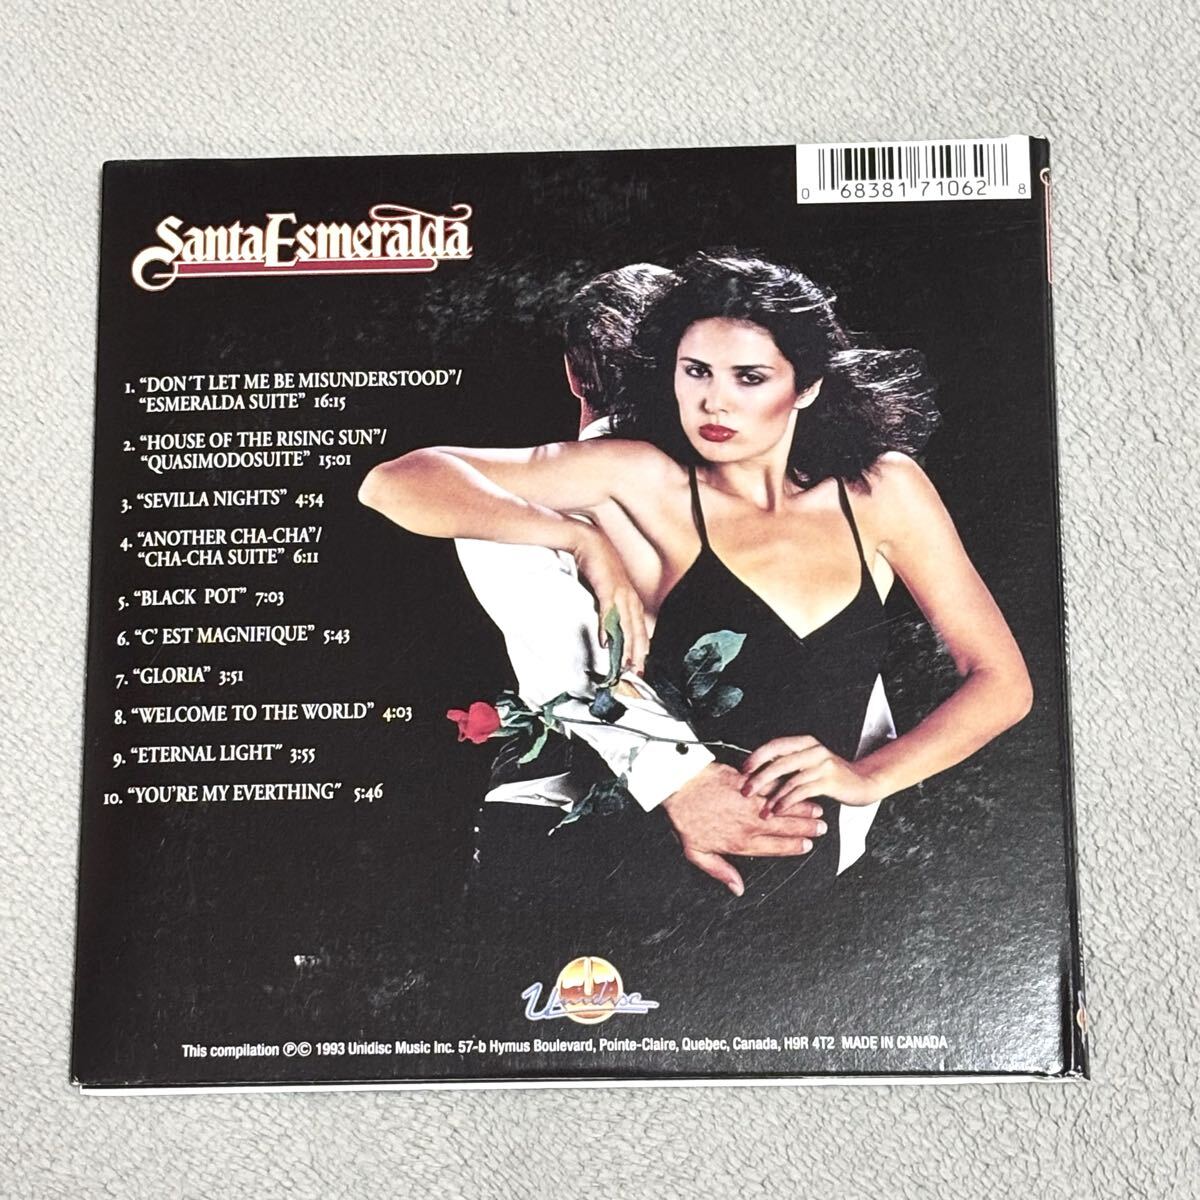 0 68381 71062 8
Santa Esmeralda
1. "DON'T LET ME BE MISUNDERSTOOD"/
"ESMERALDA SUITE" 16:15
2. "HOUSE OF THE RISING SUN"/
"QUASIMODOSUITE" 15:01
3. "SEVILLA NIGHTS" 4:54
4. "ANOTHER CHA-CHA"/
"CHA-CHA SUITE" 6:11
5. "BLACK POT" 7:03
6. "C' EST MAGNIFIQUE" 5:43
7. "GLORIA" 3:51
8. "WELCOME TO THE WORLD" 4:03
9. "ETERNAL LIGHT" 3:55
10. "YOU'RE MY EVERTHING" 5:46
Unidisc
This compilation ℗© 1993 Unidisc Music Inc. 57-b Hymus Boulevard, Pointe-Claire, Quebec, Canada, H9R 4T2 MADE IN CANADA